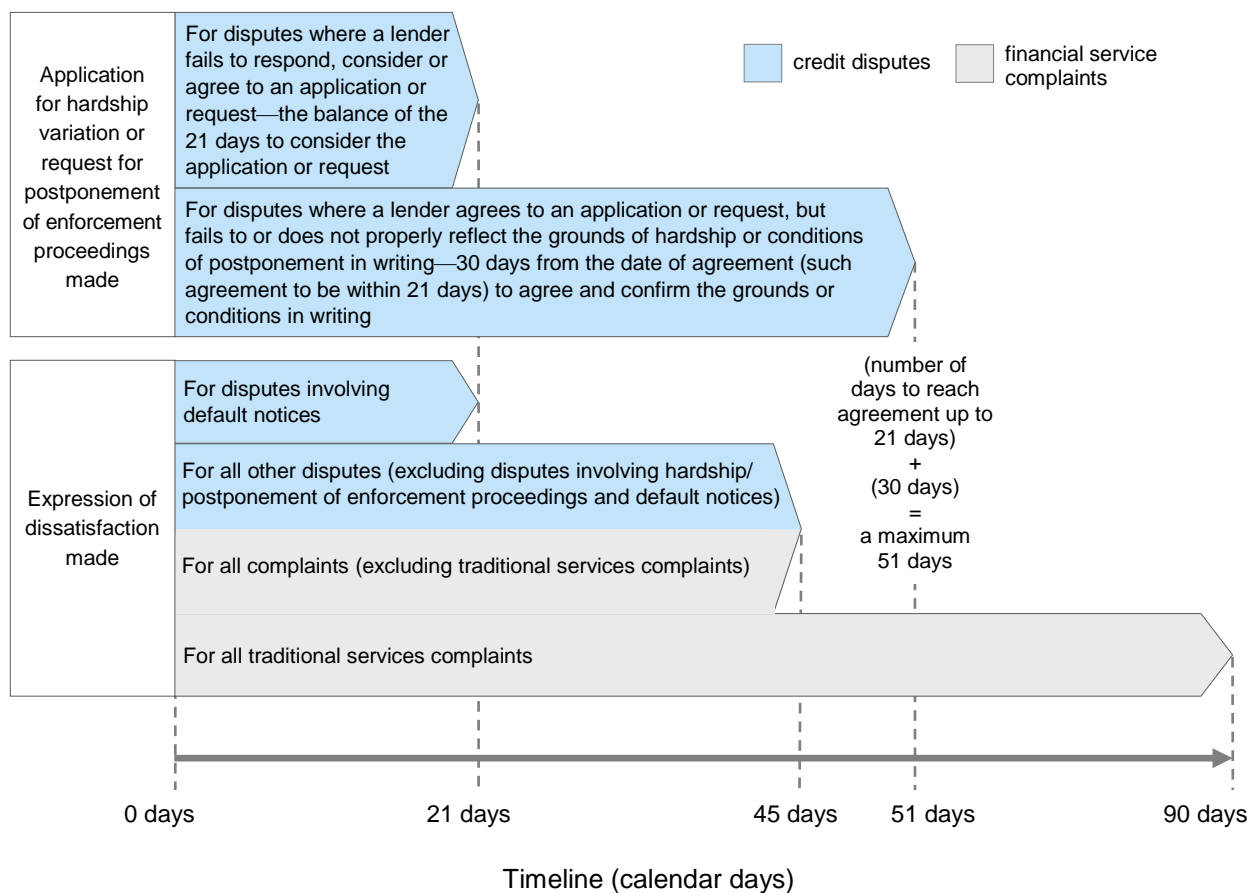 For disputes where a lender
fails to respond, consider or
agree to an application or
request—the balance of the
21 days to consider the
application or request
credit disputes
financial service
complaints
Application
for hardship
variation or
request for
postponement
of enforcement
proceedings
made
For disputes where a lender agrees to an application or request, but
fails to or does not properly reflect the grounds of hardship or conditions
of postponement in writing—30 days from the date of agreement (such
agreement to be within 21 days) to agree and confirm the grounds or
conditions in writing
(number of
days to reach
agreement up to
21 days)
+
(30 days)
=
a maximum
51 days
Expression of
dissatisfaction
made
For disputes involving
default notices
For all other disputes (excluding disputes involving hardship/
postponement of enforcement proceedings and default notices)
For all complaints (excluding traditional services complaints)
For all traditional services complaints
0 days
21 days
45 days
51 days
90 days
Timeline (calendar days)